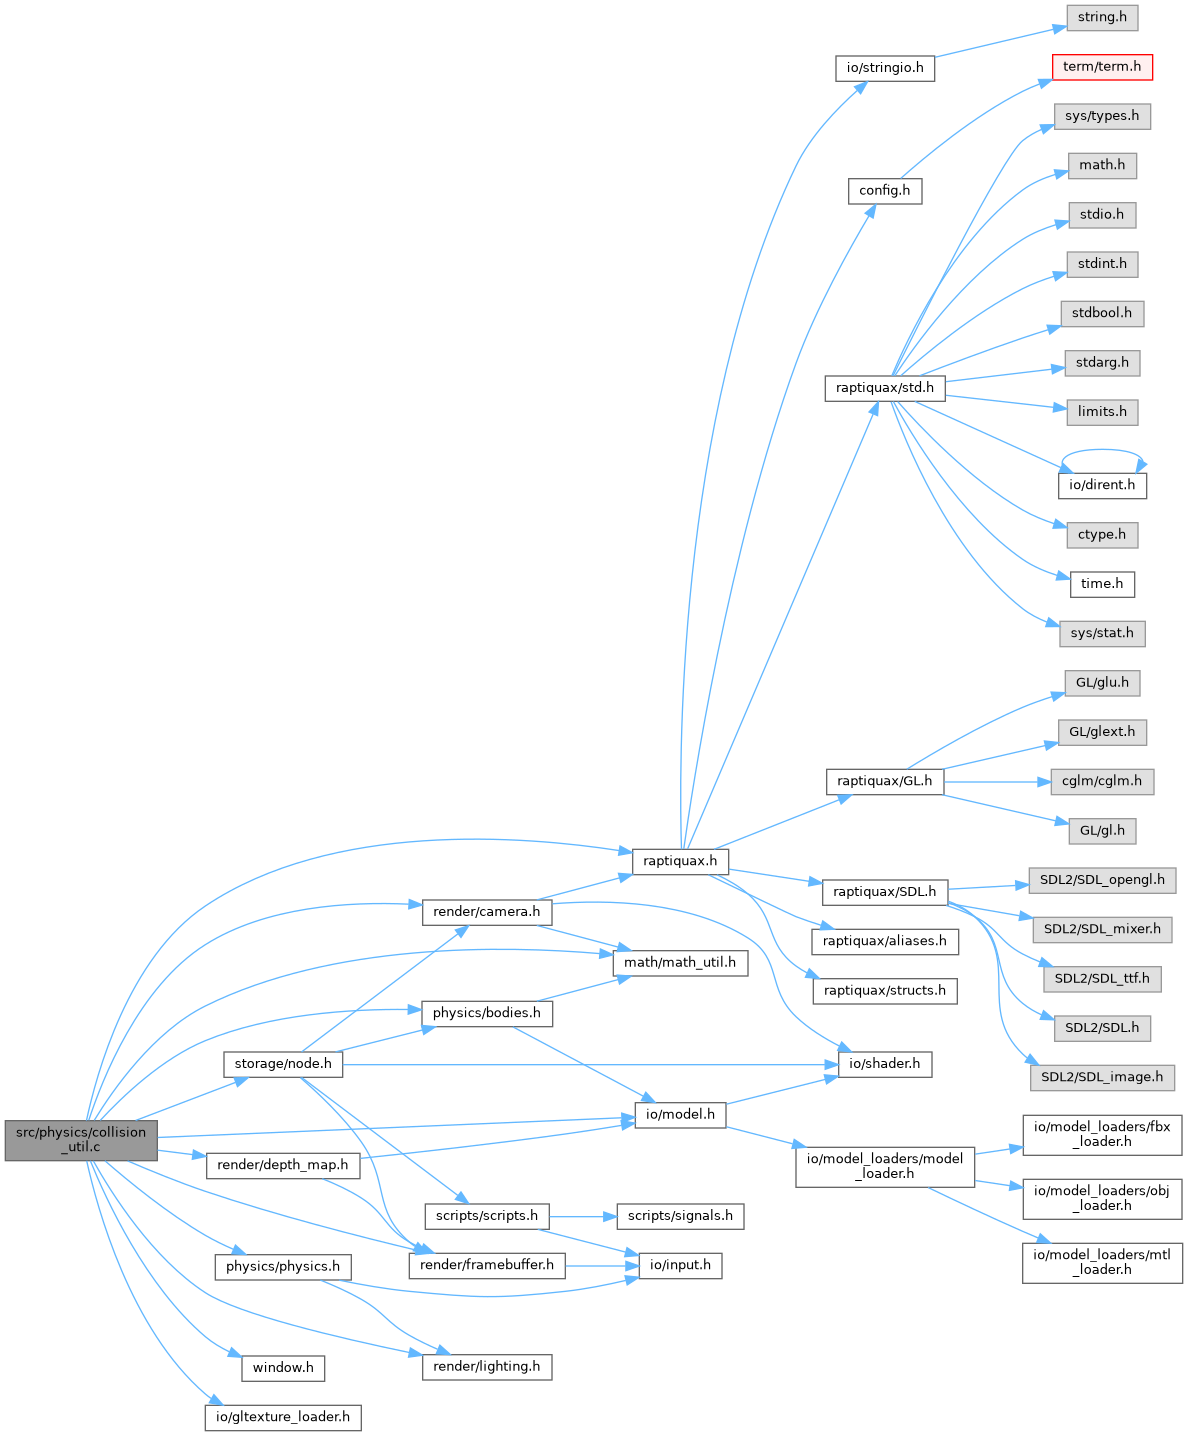 string.h
io/stringio.h
term/term.h
sys/types.h
math.h
config.h
stdio.h
stdint.h
stdbool.h
stdarg.h
raptiquax/std.h
limits.h
io/dirent.h
ctype.h
time.h
sys/stat.h
GL/glu.h
GL/glext.h
raptiquax/GL.h
cglm/cglm.h
GL/gl.h
raptiquax.h
SDL2/SDL_opengl.h
raptiquax/SDL.h
render/camera.h
SDL2/SDL_mixer.h
raptiquax/aliases.h
math/math_util.h
SDL2/SDL_ttf.h
raptiquax/structs.h
physics/bodies.h
SDL2/SDL.h
storage/node.h
io/shader.h
SDL2/SDL_image.h
io/model.h
src/physics/collision
_util.c
io/model_loaders/fbx
_loader.h
render/depth_map.h
io/model_loaders/model
_loader.h
io/model_loaders/obj
_loader.h
scripts/scripts.h
scripts/signals.h
physics/physics.h
render/framebuffer.h
io/input.h
io/model_loaders/mtl
_loader.h
window.h
render/lighting.h
io/gltexture_loader.h